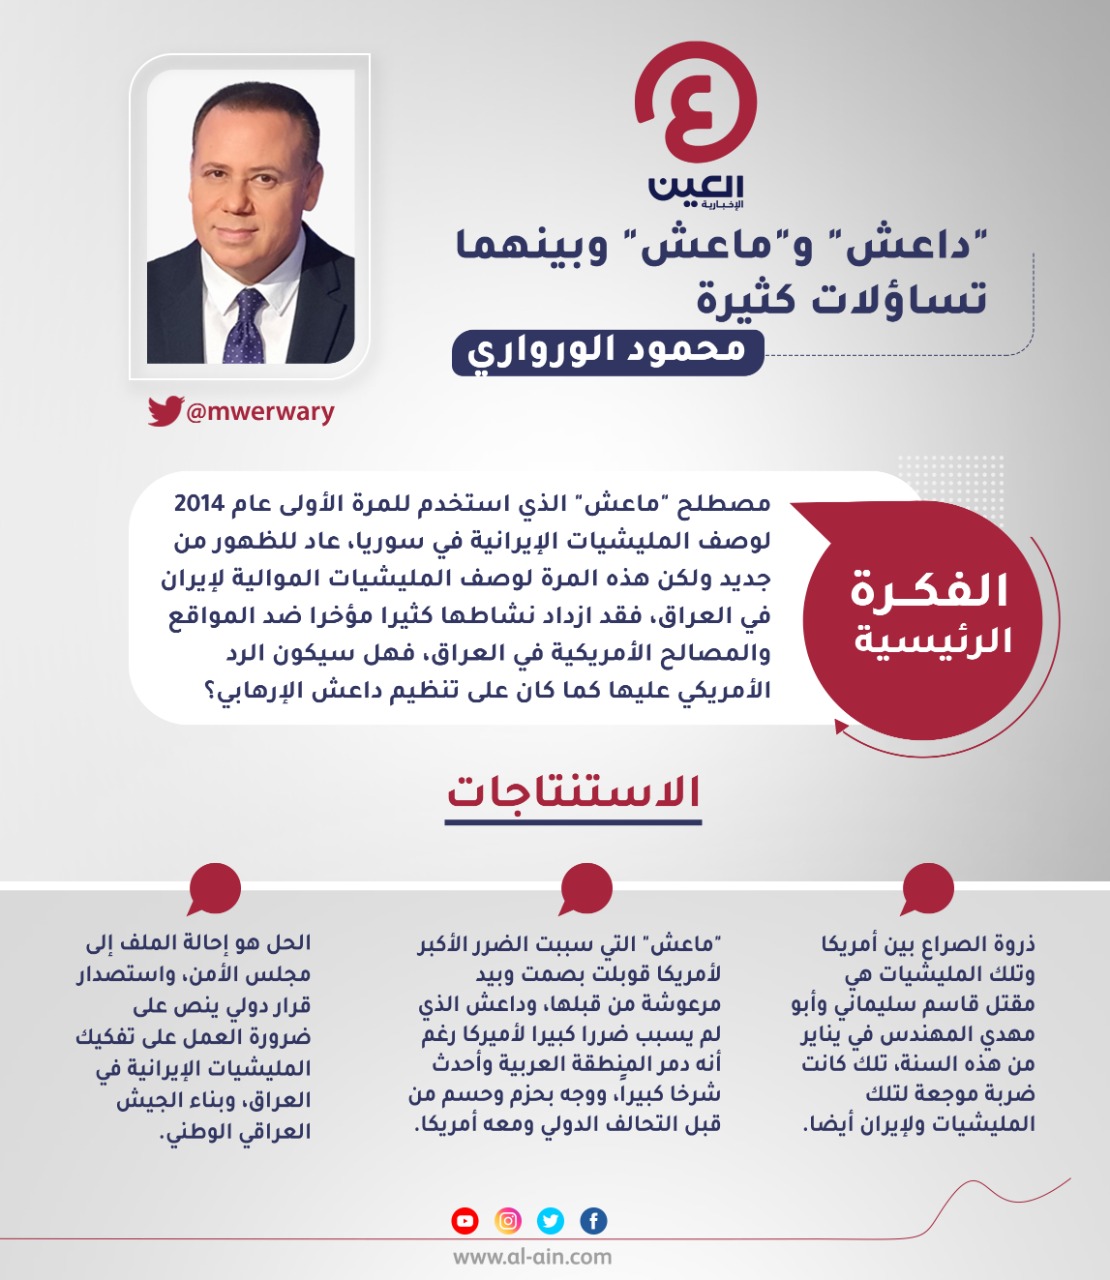 ع
العين
الإخبارية
"داعش" و"ماعش" وبينهما
تساؤلات كثيرة
محمود الورواري
@mwerwary
الفكرة
الرئيسية
مصطلح "ماعش" الذي استخدم للمرة الأولى عام 2014
لوصف المليشيات الإيرانية في سوريا، عاد للظهور من
جديد ولكن هذه المرة لوصف المليشيات الموالية لإيران
في العراق، فقد ازداد نشاطها كثيرا مؤخرا ضد المواقع
والمصالح الأمريكية في العراق، فهل سيكون الرد
الأمريكي عليها كما كان على تنظيم داعش الإرهابي؟
الاستنتاجات
ذروة الصراع بين أمريكا
وتلك المليشيات هي
مقتل قاسم سليماني وأبو
مهدي المهندس في يناير
من هذه السنة، تلك كانت
ضربة موجعة لتلك
المليشيات ولإيران أيضا.
"ماعش" التي سببت الضرر الأكبر
لأمريكا قوبلت بصمت وبيد
مرعوشة من قبلها، وداعش الذي
لم يسبب ضررا كبيرا لأميركا رغم
أنه دمر المنطقة العربية وأحدث
شرخا كبيراً، ووجه بحزم وحسم من
قبل التحالف الدولي ومعه أمريكا.
الحل هو إحالة الملف إلى
مجلس الأمن، واستصدار
قرار دولي ينص على
ضرورة العمل على تفكيك
المليشيات الإيرانية في
العراق، وبناء الجيش
العراقي الوطني.
www.al-ain.com